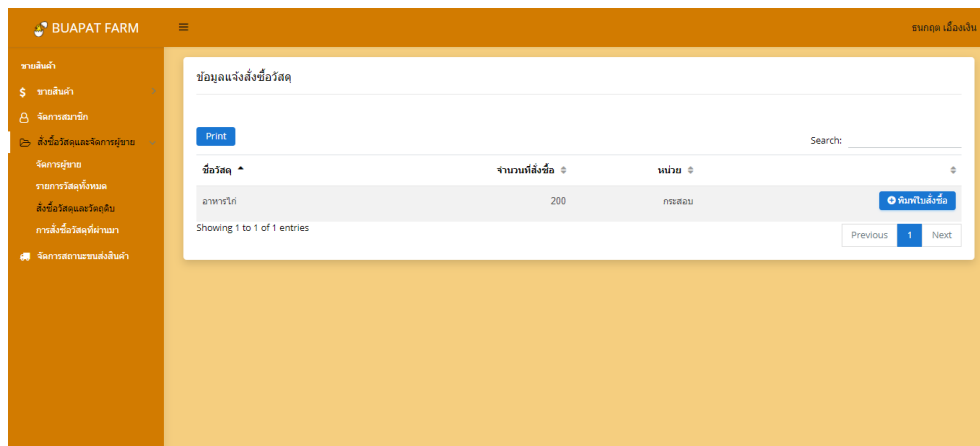 BUAPAT FARM
ธนกฤต เอื้องเงิน
ขายสินค้า
ขายสินค้า
จัดการสมาชิก
สั่งซื้อวัสดุและจัดการผู้ขาย
จัดการผู้ขาย
รายการวัสดุทั้งหมด
สั่งซื้อวัสดุและวัตถุดิบ
การสั่งซื้อวัสดุที่ผ่านมา
จัดการสถานะขนส่งสินค้า
ข้อมูลแจ้งสั่งซื้อวัสดุ
Print
Search:
ชื่อวัสดุ จำนวนที่สั่งซื้อ หน่วย
อาหารไก่ 200 กระสอบ พิมพ์ใบสั่งซื้อ
Showing 1 to 1 of 1 entries
Previous 1 Next